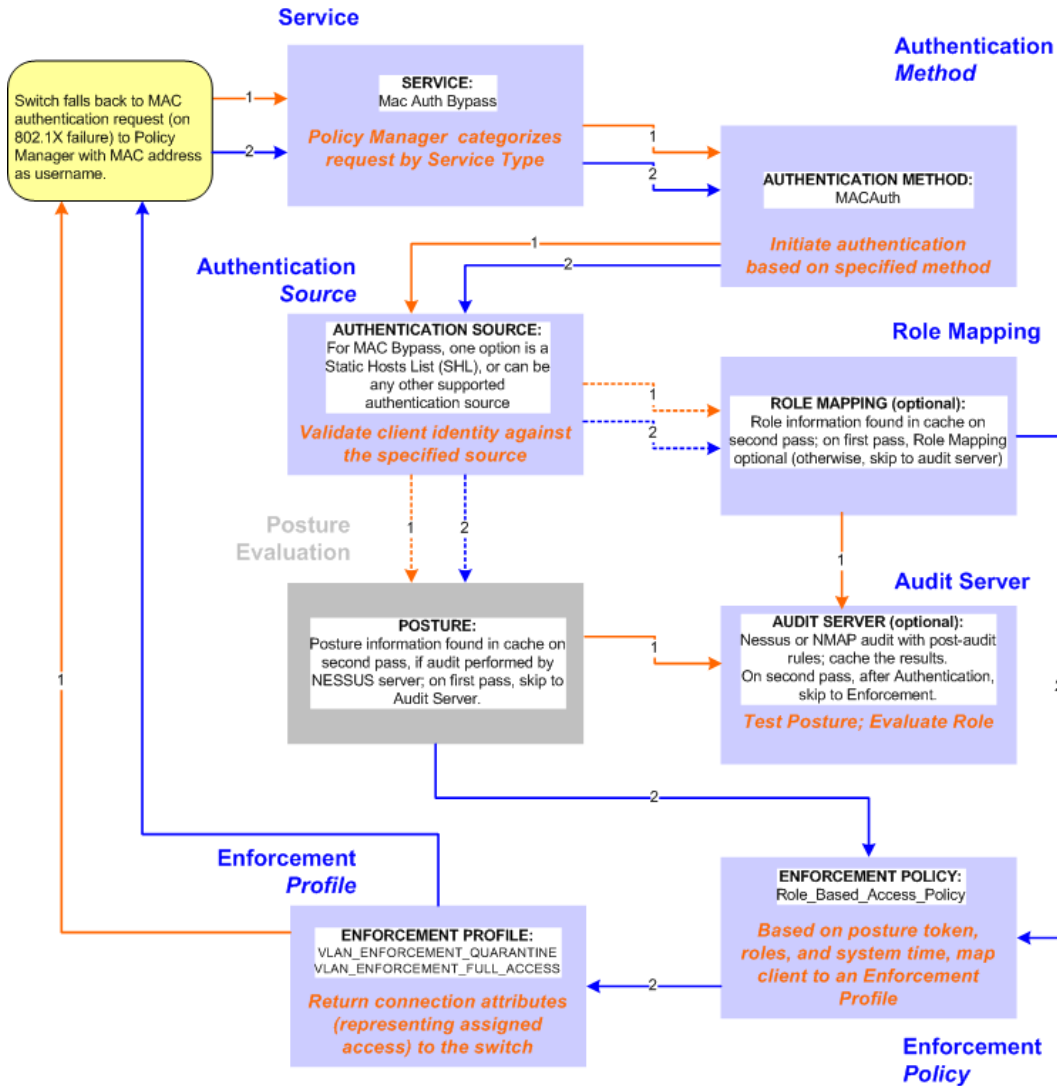 Service
Authentication
Method
Switch falls back to MAC
authentication request (on
802.1X failure) to Policy
Manager with MAC address
as username.
1
2
SERVICE:
Mac Auth Bypass
Policy Manager categorizes
request by Service Type
1
2
AUTHENTICATION METHOD:
MACAuth
Initiate authentication
based on specified method
1
2
Authentication
Source
AUTHENTICATION SOURCE:
For MAC Bypass, one option is a
Static Hosts List (SHL), or can be
any other supported
authentication source
Validate client identity against
the specified source
1
2
Role Mapping
ROLE MAPPING (optional):
Role information found in cache on
second pass; on first pass, Role Mapping
optional (otherwise, skip to audit server)
1
2
Posture
Evaluation
1
Audit Server
POSTURE:
Posture information found in cache on
second pass, if audit performed by
NESSUS server; on first pass, skip to
Audit Server.
1
AUDIT SERVER (optional):
Nessus or NMAP audit with post-audit
rules; cache the results.
On second pass, after Authentication,
skip to Enforcement.
Test Posture; Evaluate Role
1
2
2
Enforcement
Profile
ENFORCEMENT PROFILE:
VLAN_ENFORCEMENT_QUARANTINE
VLAN_ENFORCEMENT_FULL_ACCESS
Return connection attributes
(representing assigned
access) to the switch
2
ENFORCEMENT POLICY:
Role_Based_Access_Policy
Based on posture token,
roles, and system time, map
client to an Enforcement
Profile
Enforcement
Policy